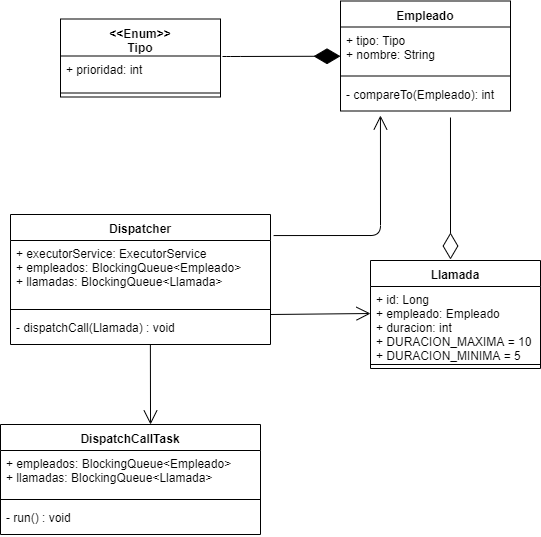 <<Enum>>
Tipo
+ prioridad: int
Empleado
+ tipo: Tipo
+ nombre: String
- compareTo(Empleado): int
Dispatcher
+ executorService: ExecutorService
+ empleados: BlockingQueue<Empleado>
+ llamadas: BlockingQueue<Llamada>
- dispatchCall(Llamada) : void
Llamada
+ id: Long
+ empleado: Empleado
+ duracion: int
+ DURACION_MAXIMA = 10
+ DURACION_MINIMA = 5
DispatchCallTask
+ empleados: BlockingQueue<Empleado>
+ llamadas: BlockingQueue<Llamada>
- run() : void